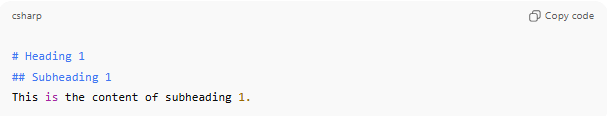 csharp
Copy code
# Heading 1
## Subheading 1
This is the content of subheading 1.